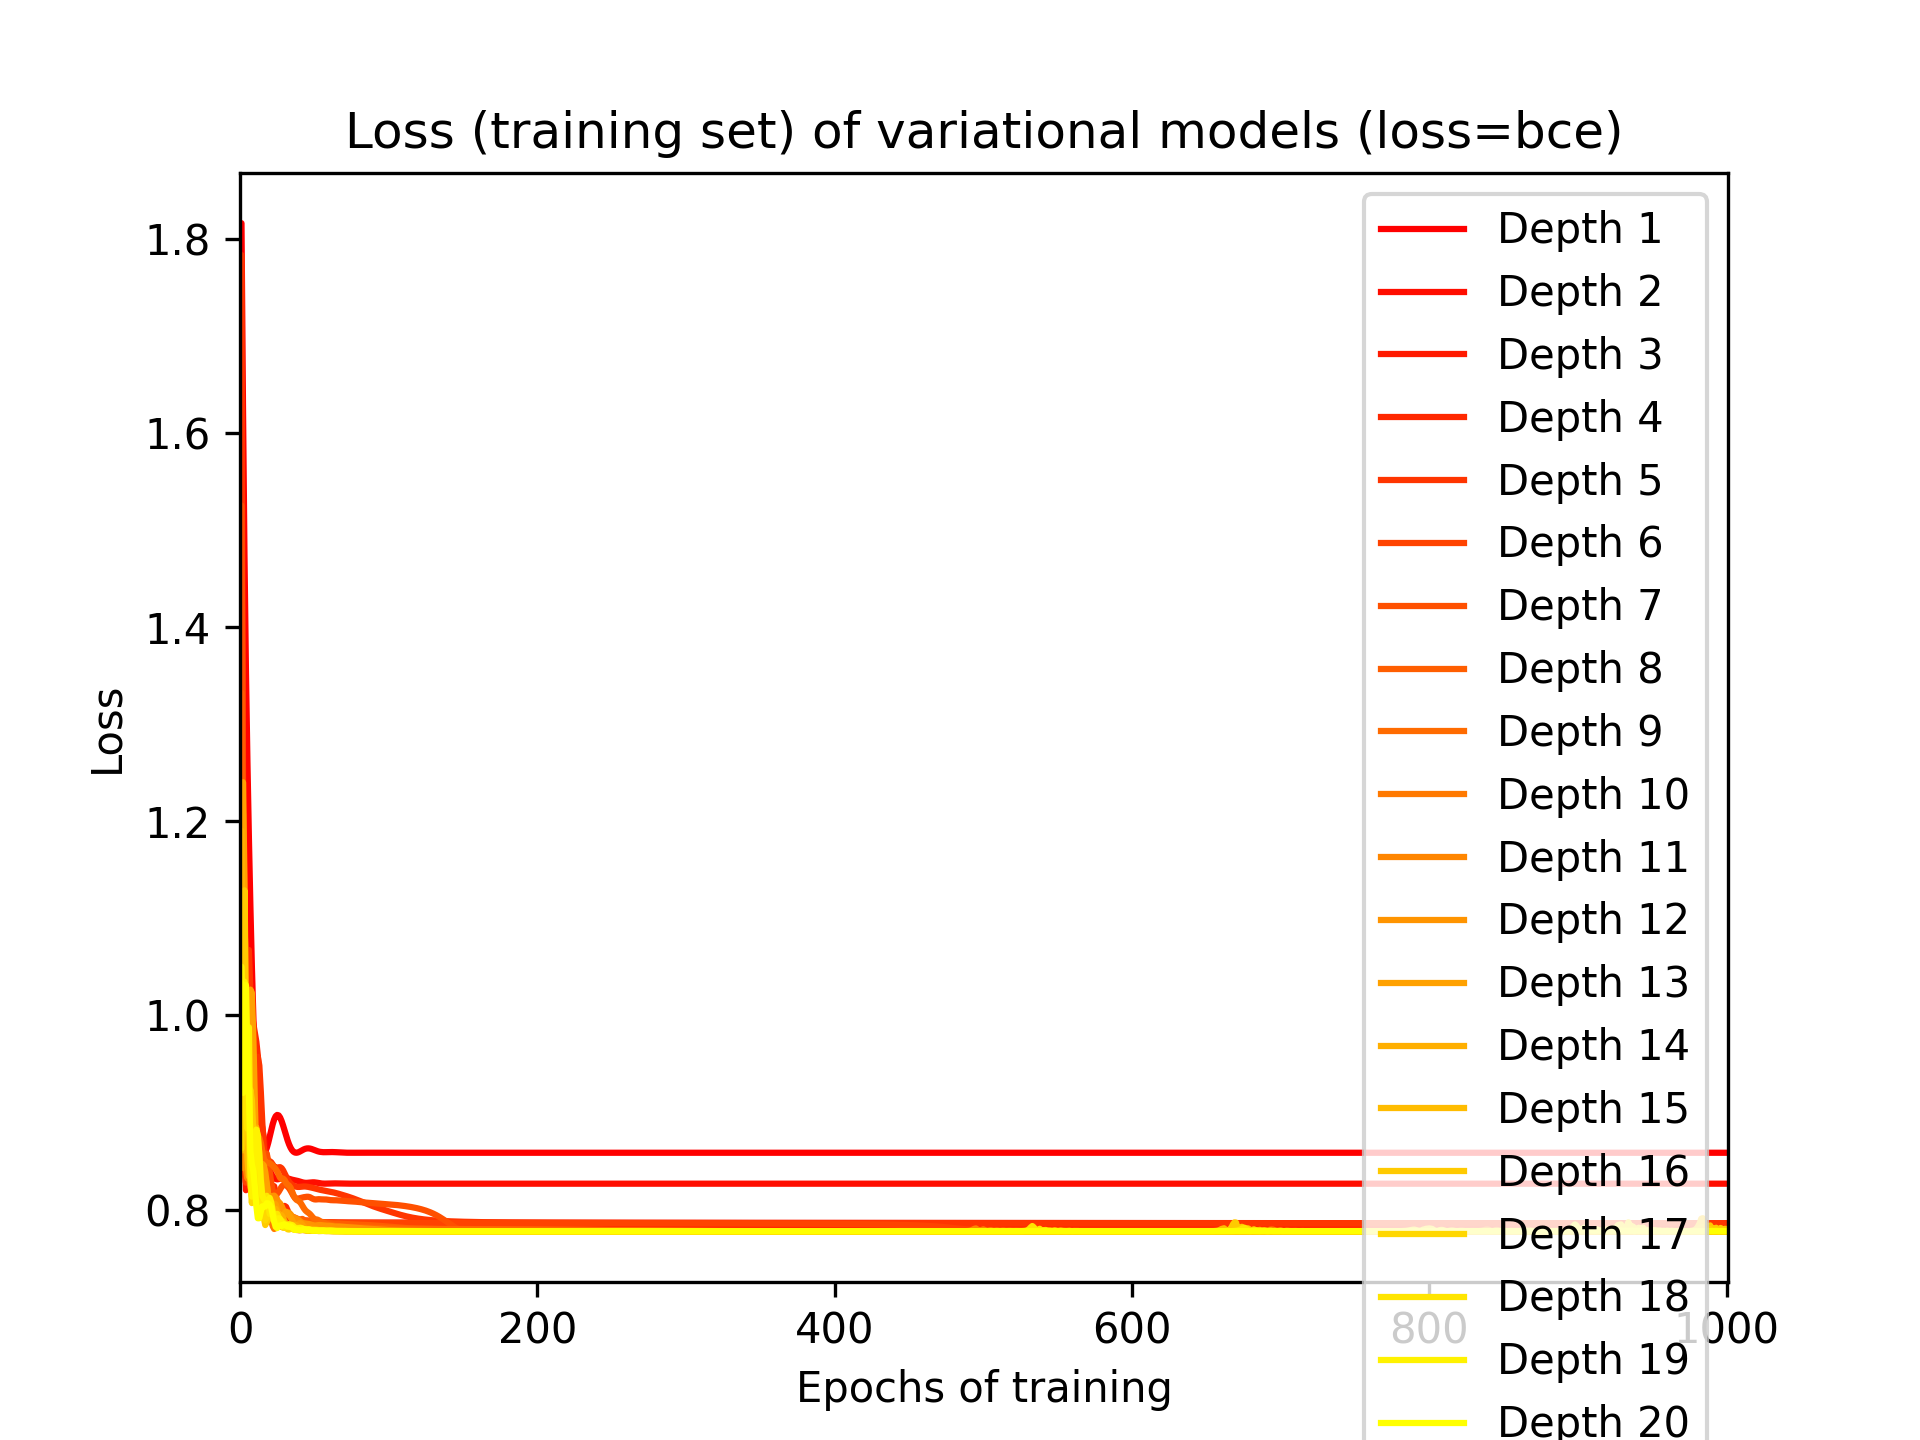 Loss (training set) of variational models (loss=bce)
1.8
1.6
1.4
1.2
1.0
0.8
Loss
0 200 400 600 800 1000
Epochs of training
Depth 1
Depth 2
Depth 3
Depth 4
Depth 5
Depth 6
Depth 7
Depth 8
Depth 9
Depth 10
Depth 11
Depth 12
Depth 13
Depth 14
Depth 15
Depth 16
Depth 17
Depth 18
Depth 19
Depth 20